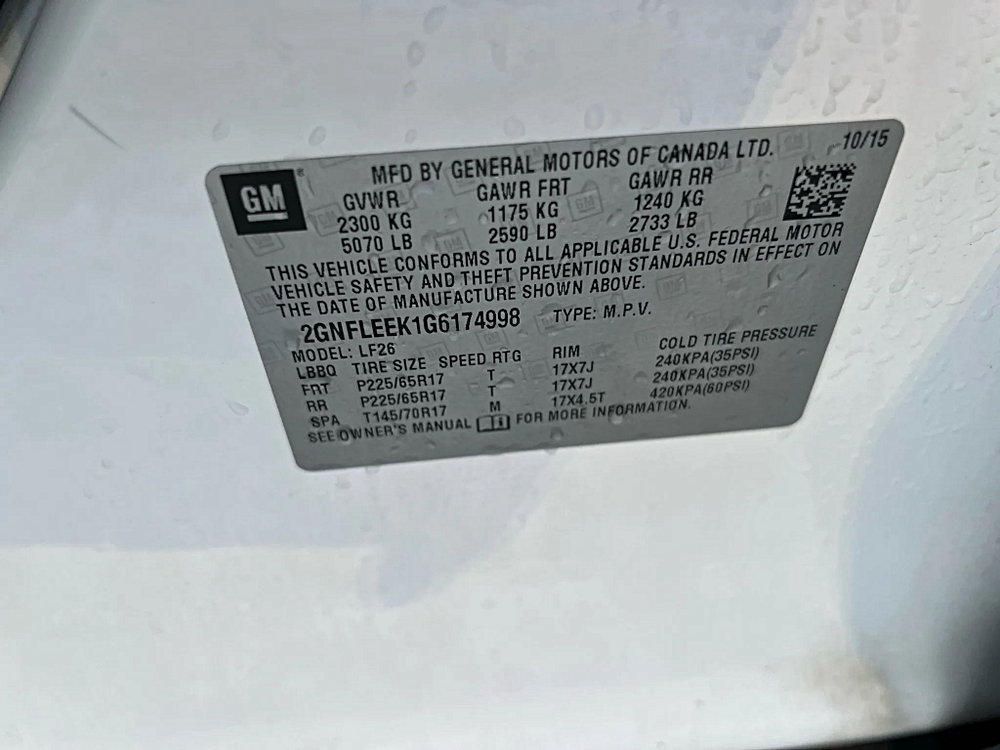 GM
MFD BY GENERAL MOTORS OF CANADA LTD. 10/15
GVWR GAWR FRT GAWR RR
2300 KG 1175 KG 1240 KG
5070 LB 2590 LB 2733 LB
THIS VEHICLE CONFORMS TO ALL APPLICABLE U.S. FEDERAL MOTOR
VEHICLE SAFETY AND THEFT PREVENTION STANDARDS IN EFFECT ON
THE DATE OF MANUFACTURE SHOWN ABOVE.
2GNFLEEK1G6174998 TYPE: M.P.V.
MODEL: LF26
LBBQ TIRE SIZE SPEED RTG RIM COLD TIRE PRESSURE
FRT P225/65R17 T 17X7J 240KPA(35PSI)
RR P225/65R17 T 17X7J 240KPA(35PSI)
SPA T145/70R17 M 17X4.5T 420KPA(60PSI)
SEE OWNER'S MANUAL FOR MORE INFORMATION.